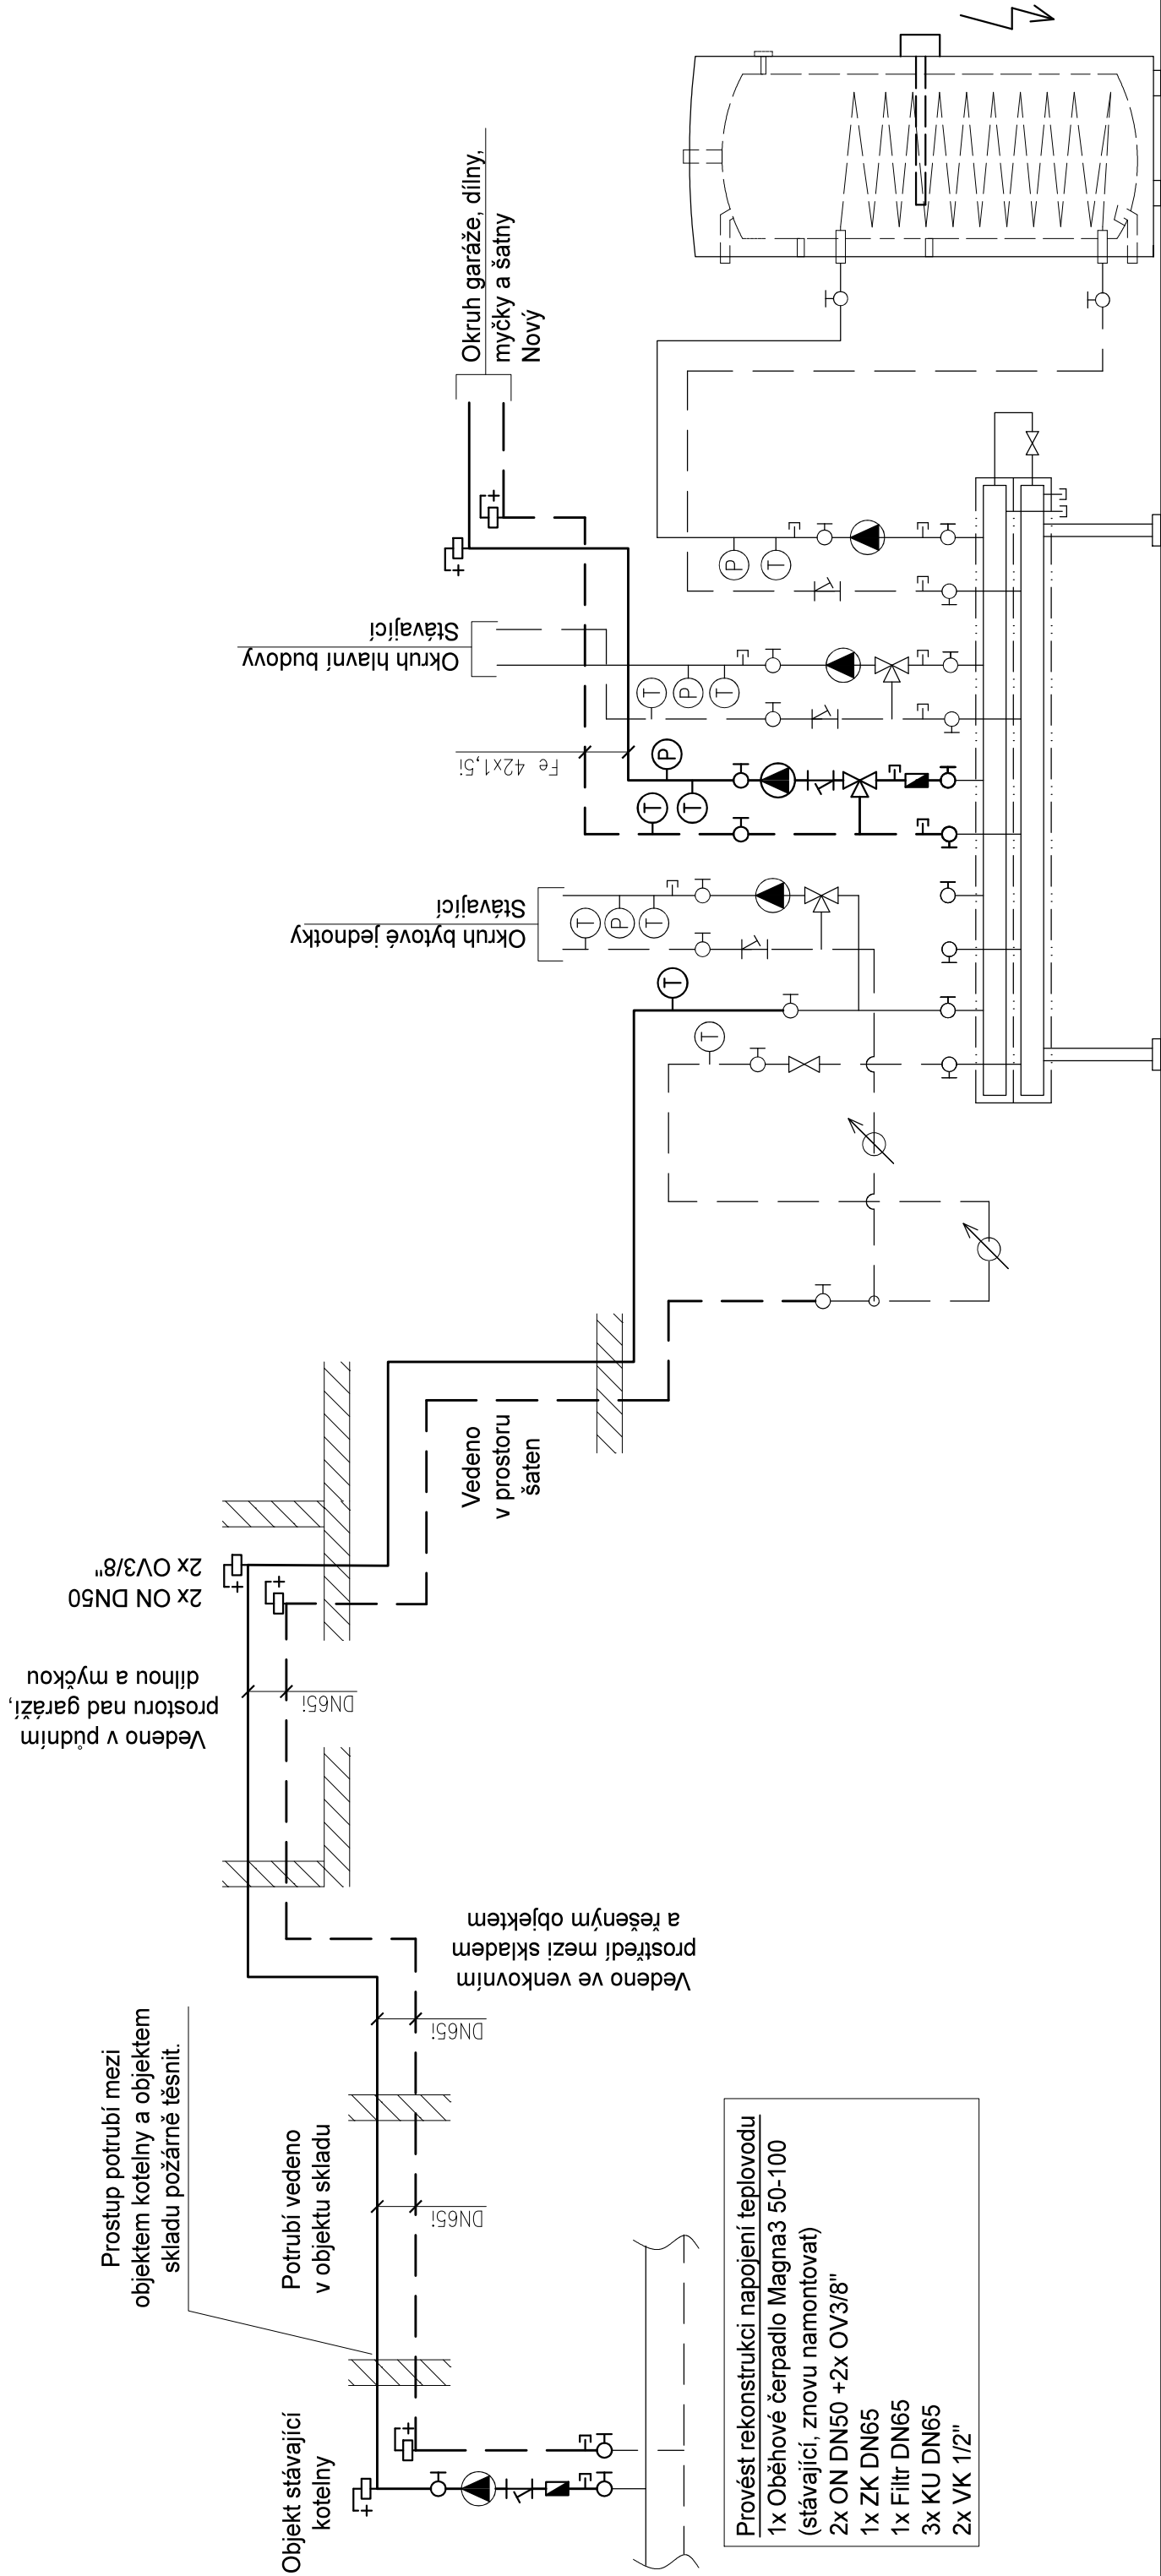 Okruh garáže, dílny,
myčky a šatny
Nový
Okruh hlavní budovy
Stávající
Fe 42x1,5i
T
P
T
P
T
P
T
T
P
T
Okruh bytové jednotky
Stávající
T
P
T
T
T
Vedeno
v prostoru
šaten
2x OV3/8"
2x ON DN50
Vedeno v půdním
prostoru nad garáží,
dílnou a myčkou
DN65i
Vedeno ve venkovním
prostředí mezi skladem
a řešeným objektem
DN65i
Prostup potrubí mezi
objektem kotelny a objektem
skladu požárně těsnit.
Potrubí vedeno
v objektu skladu
DN65i
Objekt stávající
kotelny
Provést rekonstrukci napojení teplovodu
1x Oběhové čerpadlo Magna3 50-100
(stávající, znovu namontovat)
2x ON DN50 +2x OV3/8"
1x ZK DN65
1x Filtr DN65
3x KU DN65
2x VK 1/2"